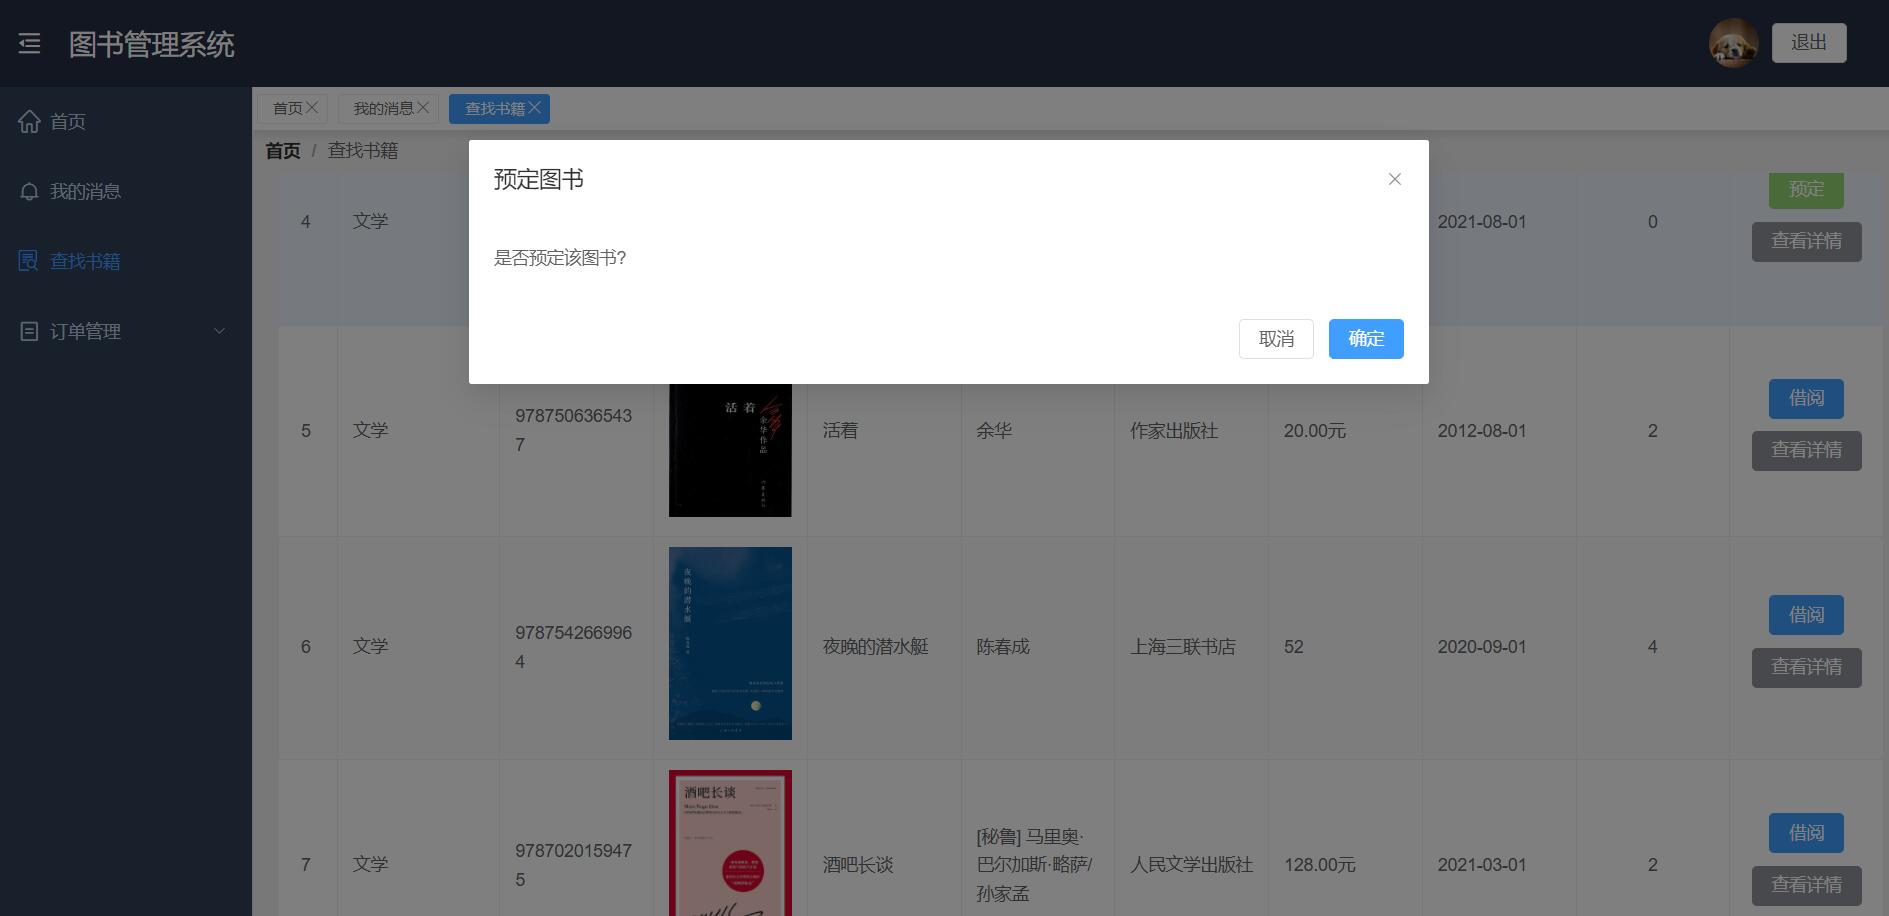 图书管理系统
退出
首页
我的消息
查找书籍
订单管理
首页
我的消息
查找书籍
首页 / 查找书籍
预定图书
是否预定该图书?
取消
确定
4
文学
2021-08-01
0
预定
查看详情
5
文学
978750636543
7
活着
余华作品
活着
余华
作家出版社
20.00元
2012-08-01
2
借阅
查看详情
6
文学
978754266996
4
夜晚的潜水艇
夜晚的潜水艇
陈春成
上海三联书店
52
2020-09-01
4
借阅
查看详情
7
文学
978702015947
5
酒吧长谈
酒吧长谈
[秘鲁] 马里奥·
巴尔加斯·略萨/
孙家孟
人民文学出版社
128.00元
2021-03-01
2
借阅
查看详情